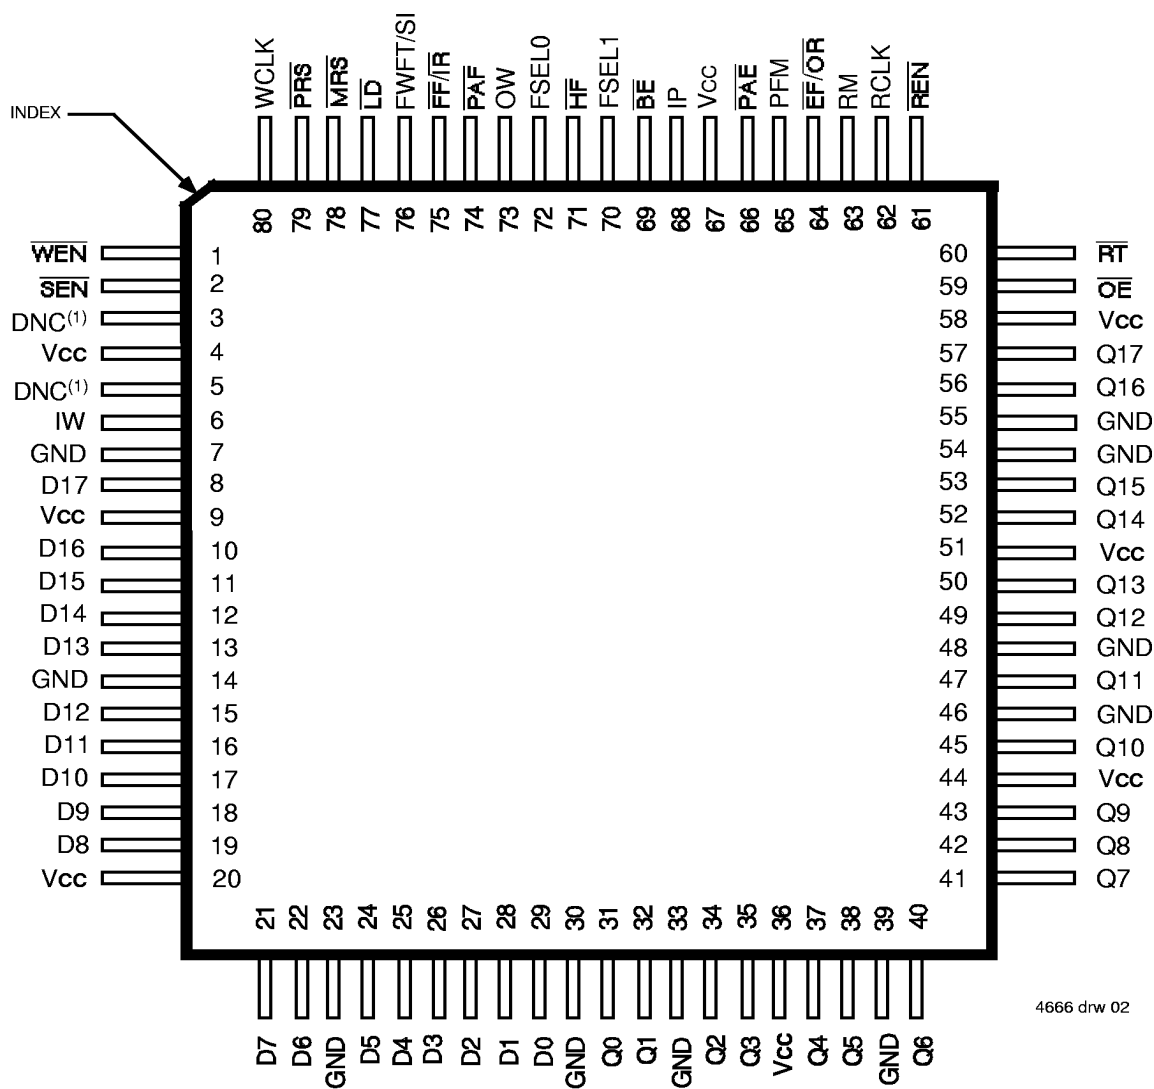 WCLK
PRS
MRS
LD
FWFT/SI
FF/IR
PAF
OW
FSEL0
HF
FSEL1
BE
IP
Vcc
PAE
PFM
EF/OR
RM
RCLK
REN
INDEX
80
79
78
77
76
75
74
73
72
71
70
69
68
67
66
65
64
63
62
61
WEN 1
SEN 2
DNC(1) 3
Vcc 4
DNC(1) 5
IW 6
GND 7
D17 8
Vcc 9
D16 10
D15 11
D14 12
D13 13
GND 14
D12 15
D11 16
D10 17
D9 18
D8 19
Vcc 20
60 RT
59 OE
58 Vcc
57 Q17
56 Q16
55 GND
54 GND
53 Q15
52 Q14
51 Vcc
50 Q13
49 Q12
48 GND
47 Q11
46 GND
45 Q10
44 Vcc
43 Q9
42 Q8
41 Q7
21
22
23
24
25
26
27
28
29
30
31
32
33
34
35
36
37
38
39
40
D7
D6
GND
D5
D4
D3
D2
D1
D0
GND
Q0
Q1
GND
Q2
Q3
Vcc
Q4
Q5
GND
Q6
4666 drw 02